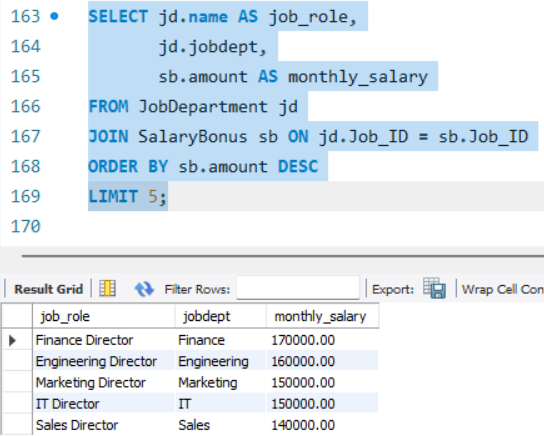 163 SELECT jd.name AS job_role,
164 jd.jobdept,
165 sb.amount AS monthly_salary
166 FROM JobDepartment jd
167 JOIN SalaryBonus sb ON jd.Job_ID = sb.Job_ID
168 ORDER BY sb.amount DESC
169 LIMIT 5;
170
Result Grid Filter Rows: Export: Wrap Cell Con
job_role jobdept monthly_salary
Finance Director Finance 170000.00
Engineering Director Engineering 160000.00
Marketing Director Marketing 150000.00
IT Director IT 150000.00
Sales Director Sales 140000.00